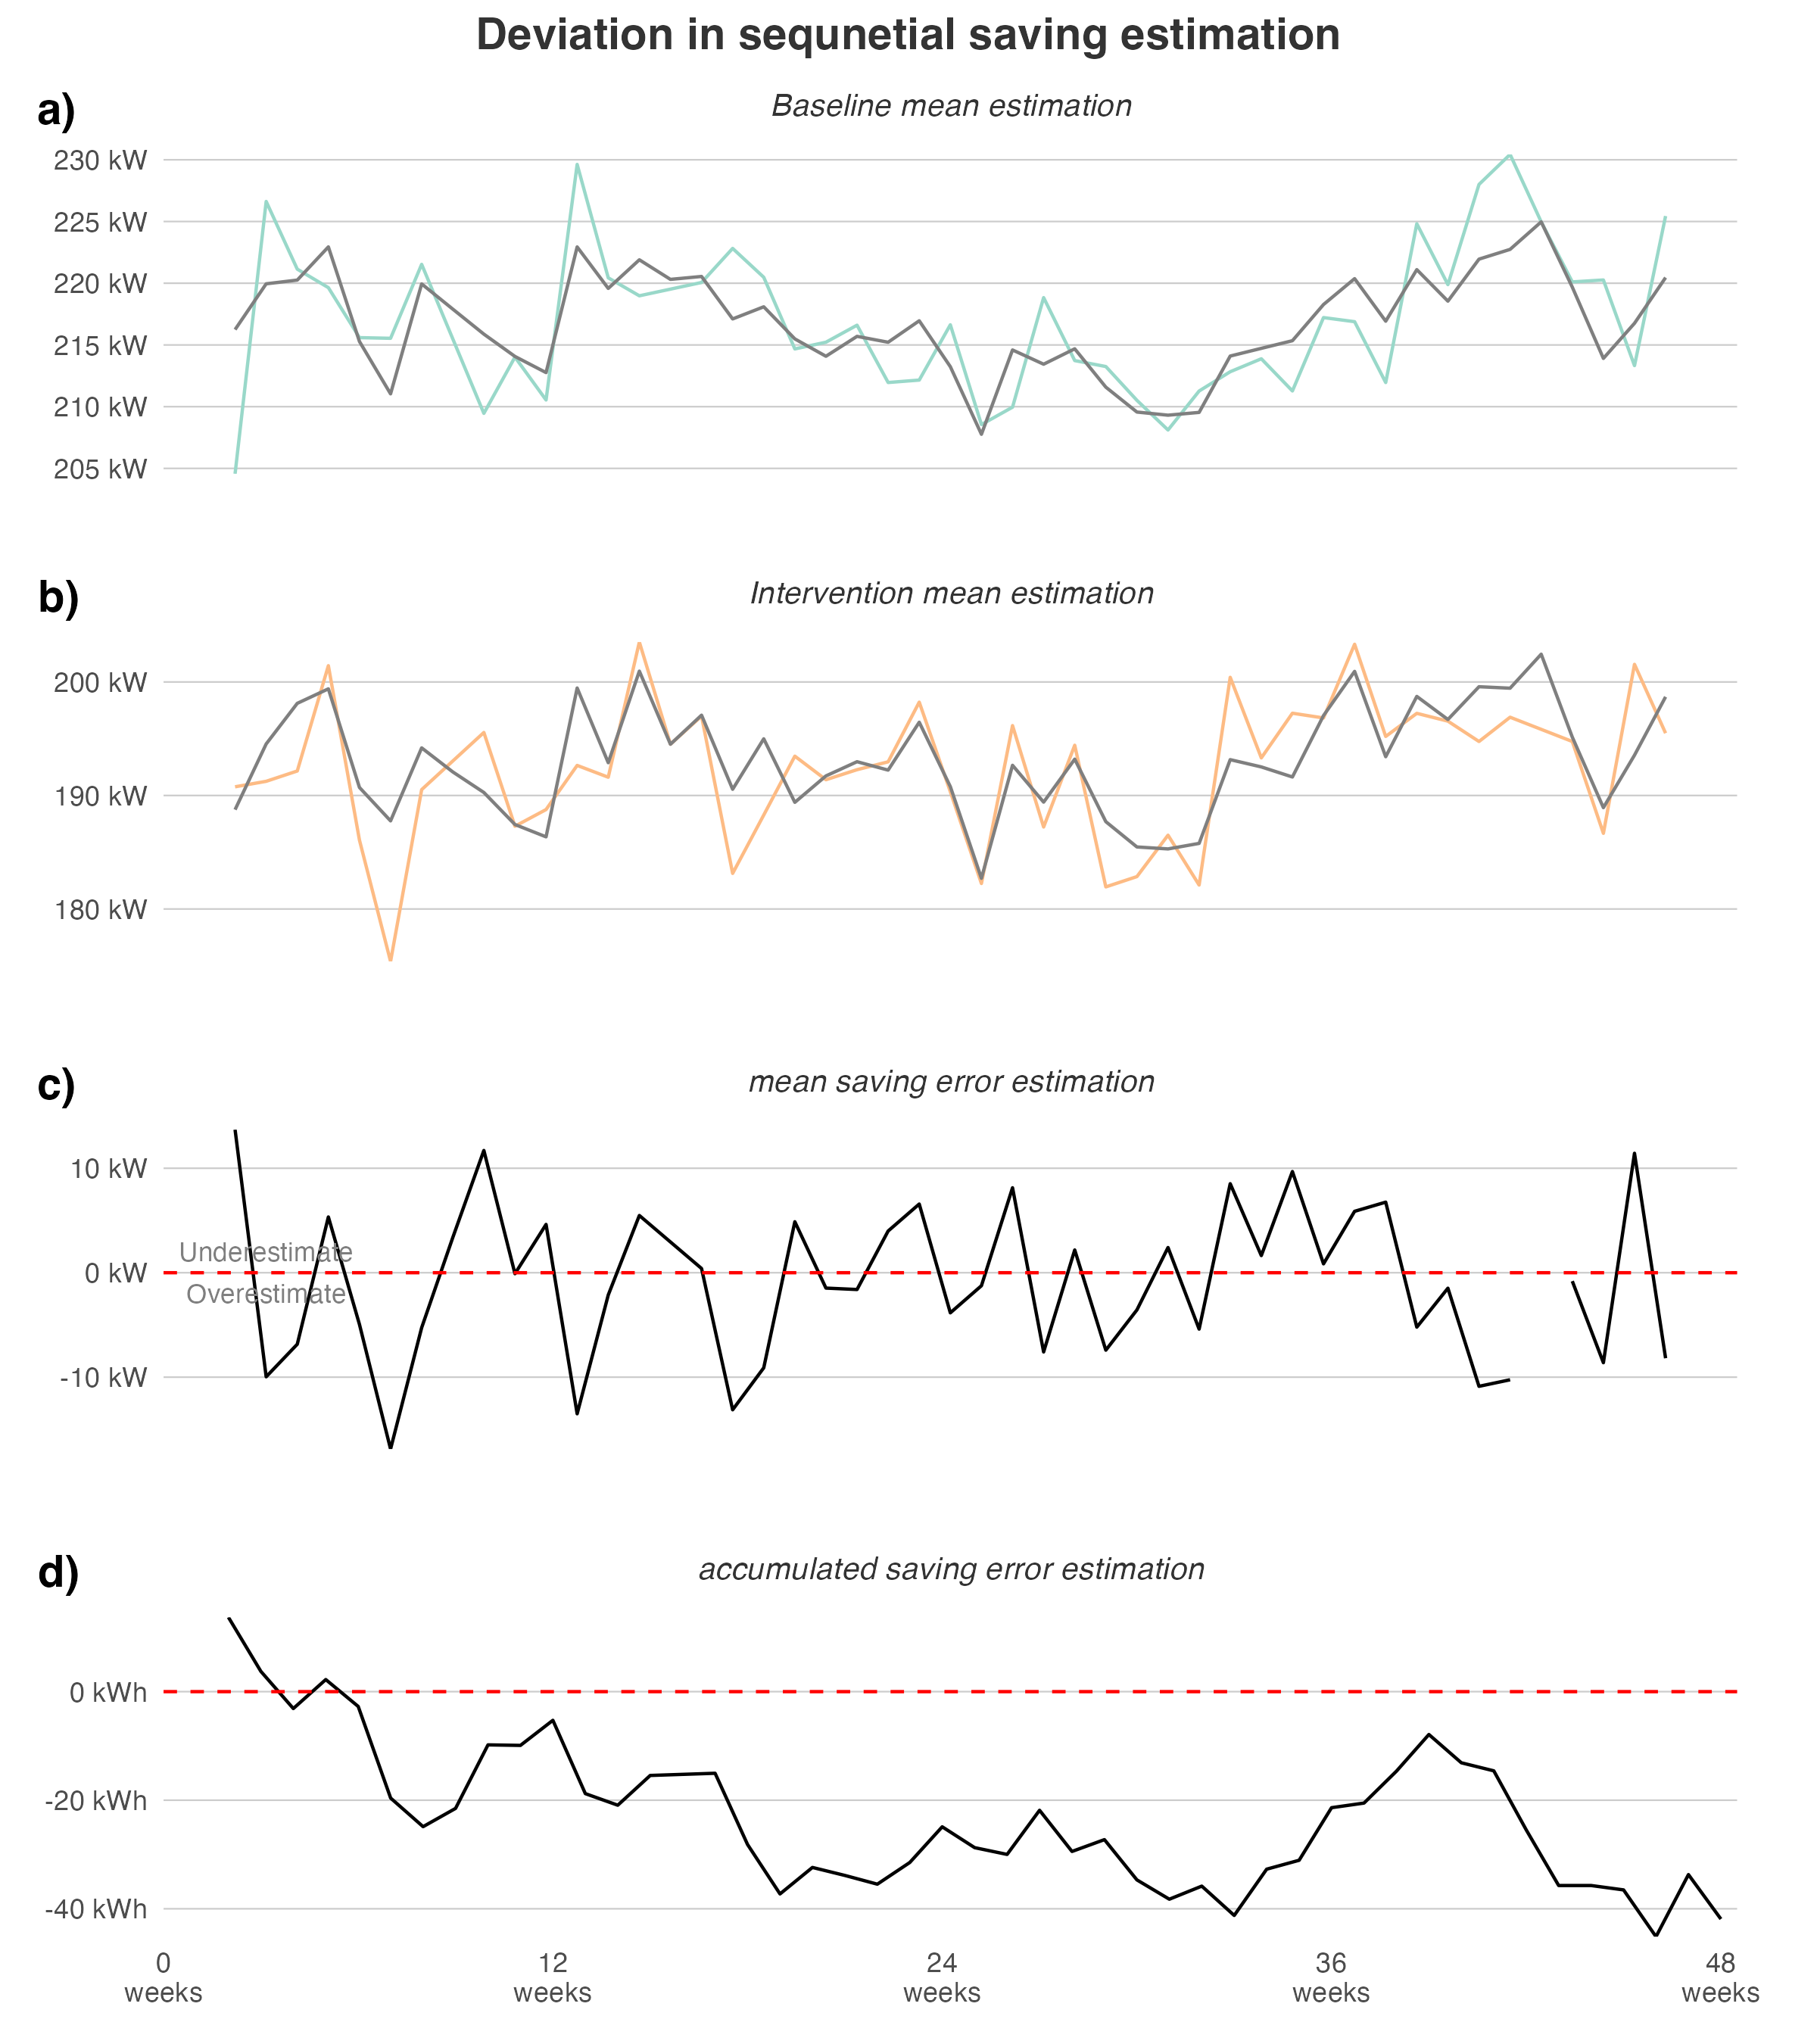 Deviation in sequnetial saving estimation
a)
Baseline mean estimation
230 kW
225 kW
220 kW
215 kW
210 kW
205 kW
b)
Intervention mean estimation
200 kW
190 kW
180 kW
c)
mean saving error estimation
10 kW
Underestimate
0 kW
Overestimate
-10 kW
d)
accumulated saving error estimation
0 kWh
-20 kWh
-40 kWh
0 12 24 36 48
weeks weeks weeks weeks weeks